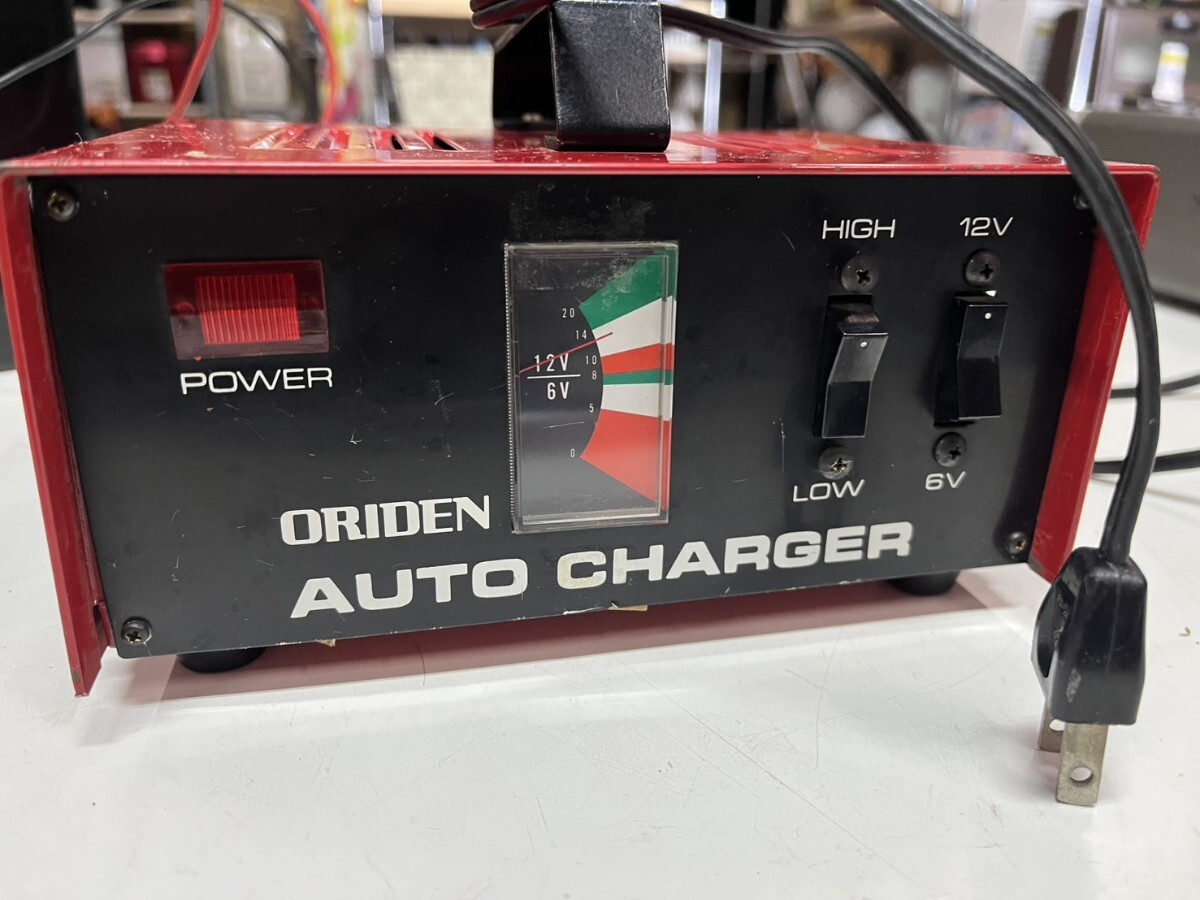 HIGH
12V
POWER
20
14
10
8
5
0
12V
6V
LOW
6V
ORIDEN
AUTO CHARGER